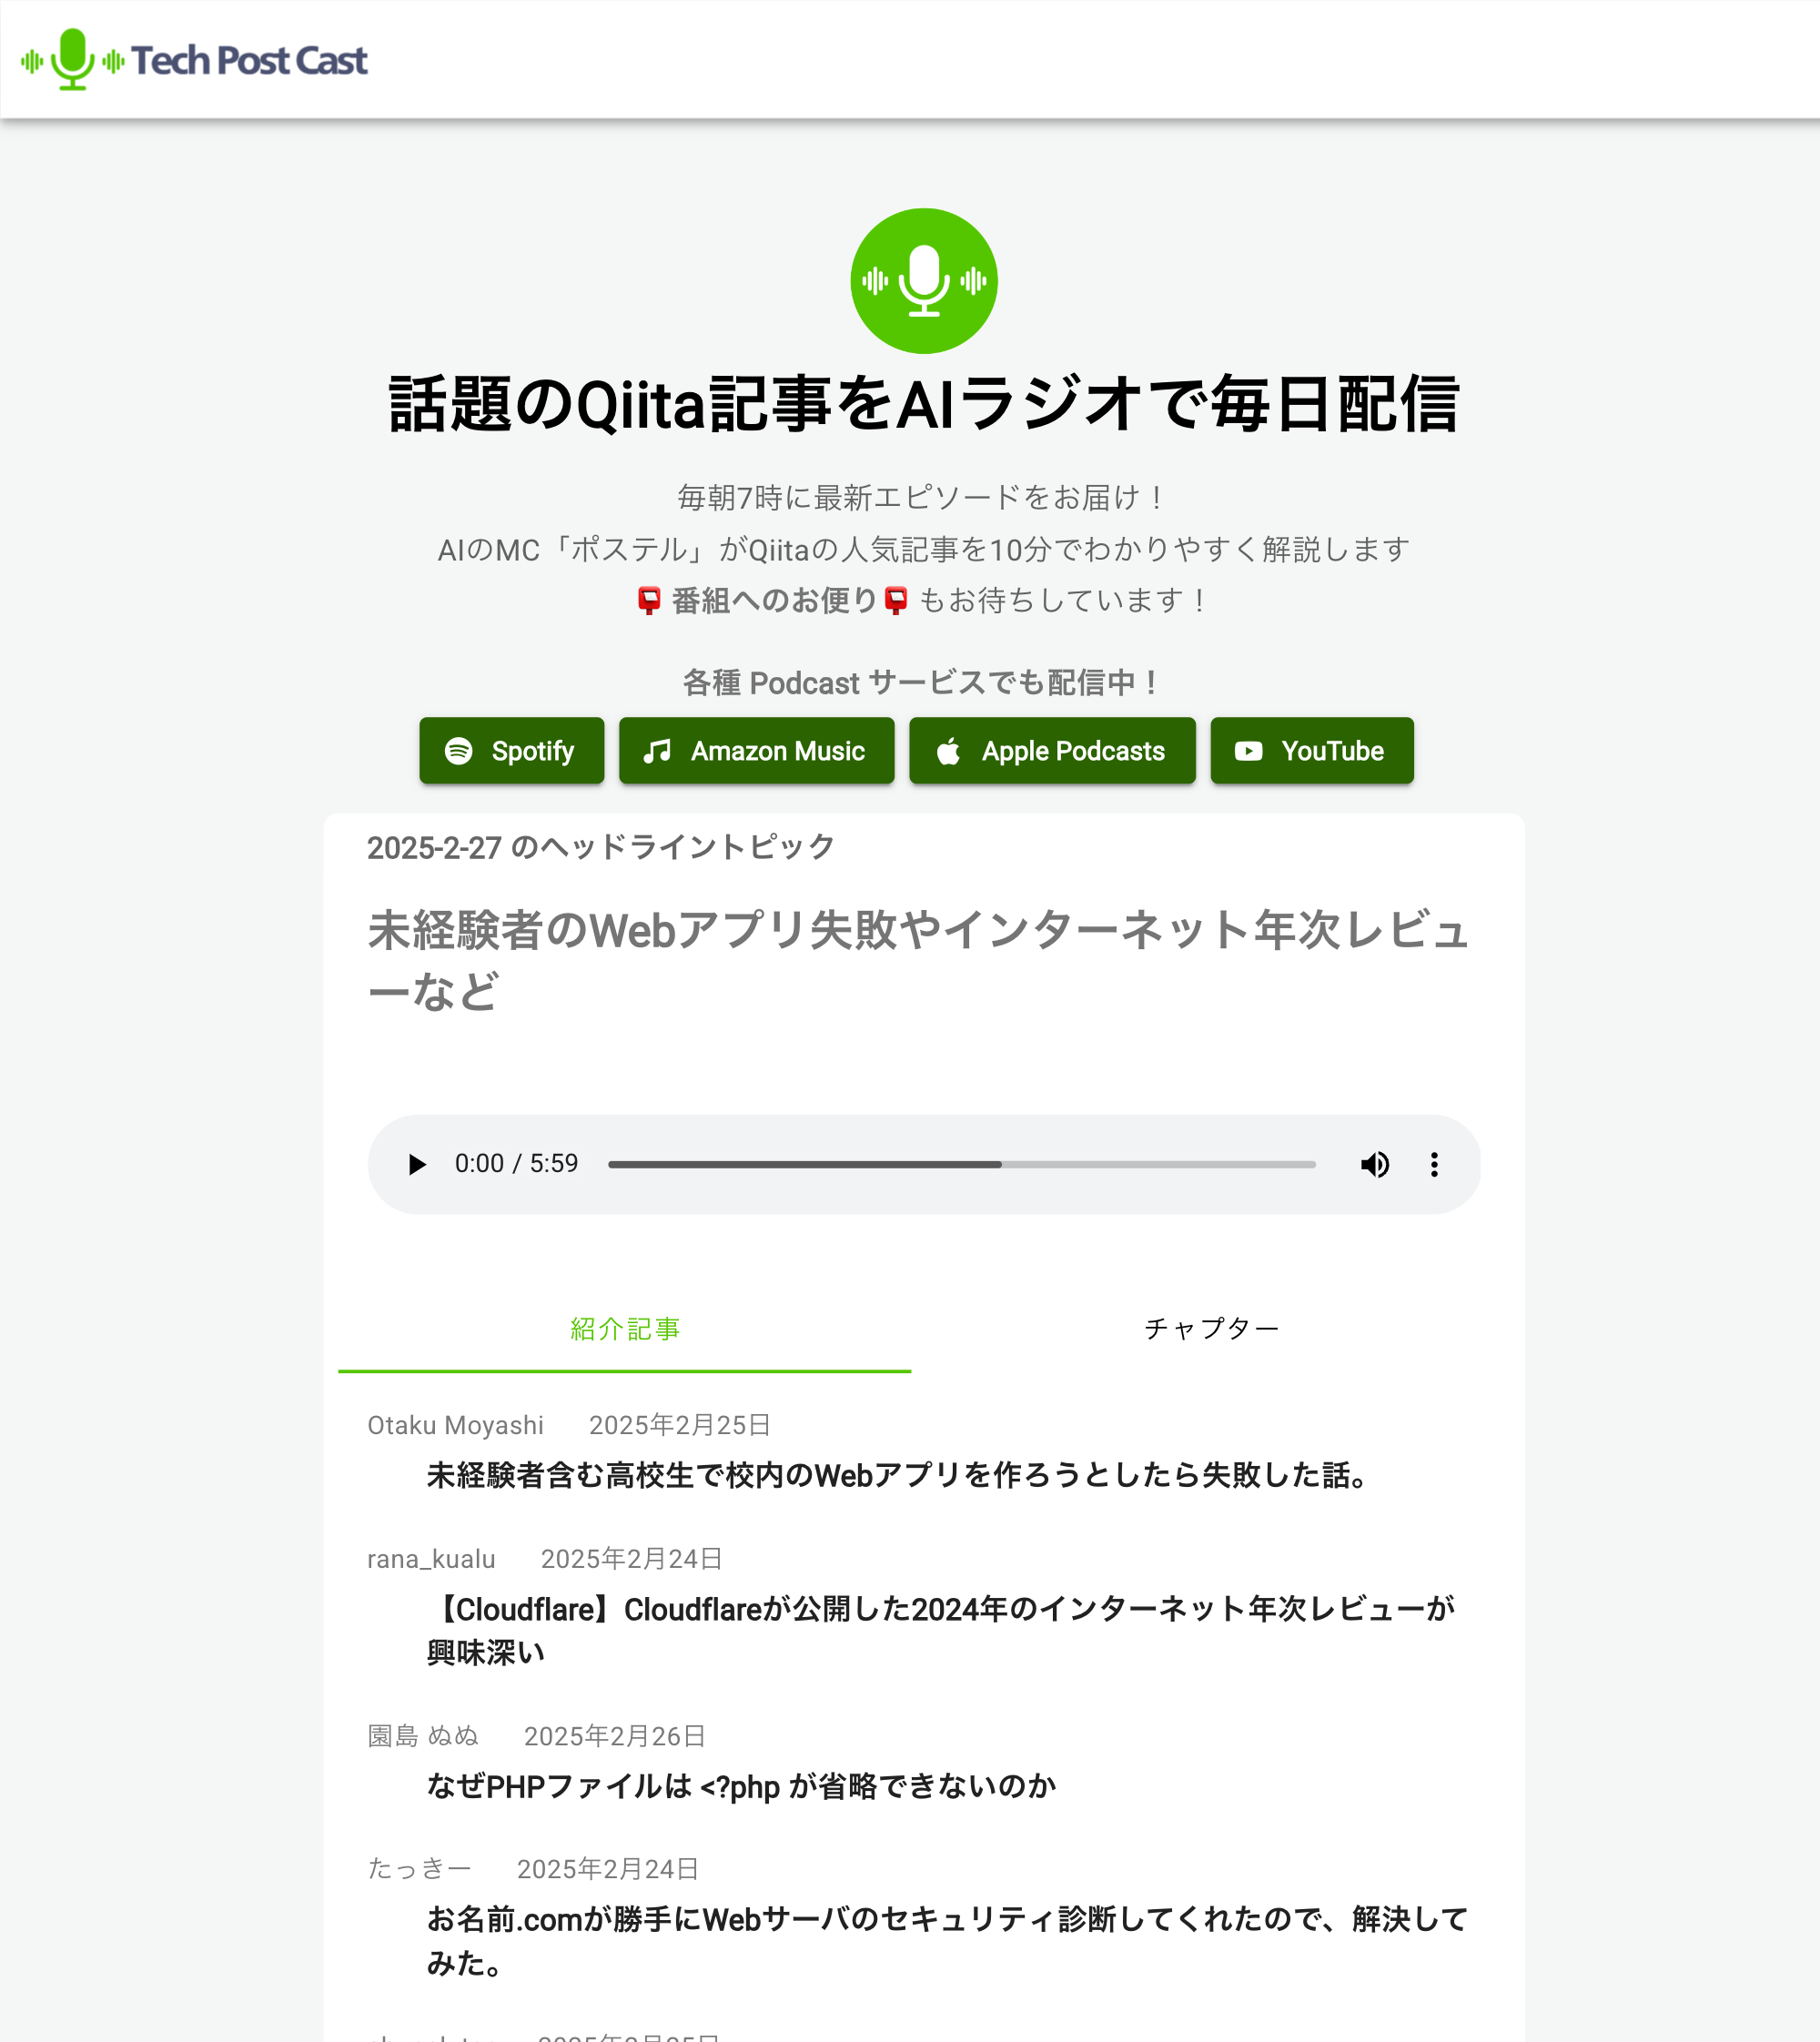 Tech Post Cast
話題のQiita記事をAIラジオで毎日配信
毎朝7時に最新エピソードをお届け！
AIのMC「ポステル」がQiitaの人気記事を10分でわかりやすく解説します
📮 番組へのお便り📮 もお待ちしています！
各種 Podcast サービスでも配信中！
Spotify Amazon Music Apple Podcasts YouTube
2025-2-27 のヘッドライントピック
未経験者のWebアプリ失敗やインターネット年次レビュ
ーなど
0:00 / 5:59
紹介記事 チャプター
Otaku Moyashi 2025年2月25日
未経験者含む高校生で校内のWebアプリを作ろうとしたら失敗した話。
rana_kualu 2025年2月24日
【Cloudflare】Cloudflareが公開した2024年のインターネット年次レビューが
興味深い
園島 ぬぬ 2025年2月26日
なぜPHPファイルは <?php が省略できないのか
たっきー 2025年2月24日
お名前.comが勝手にWebサーバのセキュリティ診断してくれたので、解決して
みた。
2025年2月25日